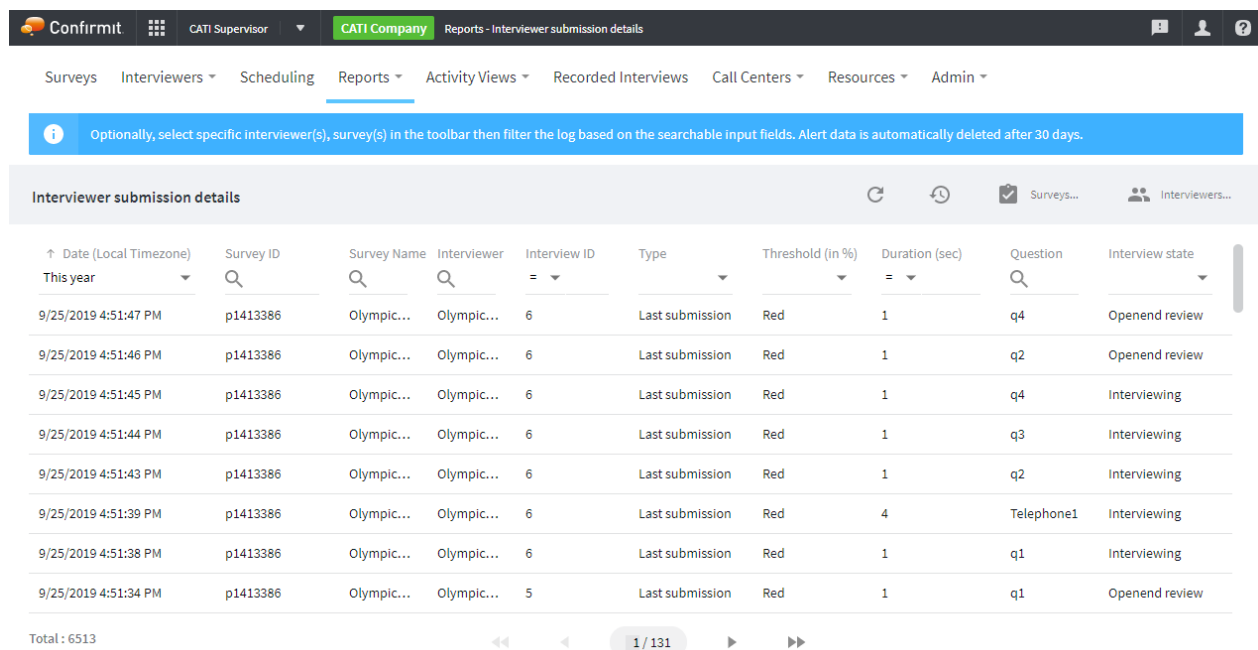 Confirmit. CATI Supervisor CATI Company Reports - Interviewer submission details
Surveys Interviewers Scheduling Reports Activity Views Recorded Interviews Call Centers Resources Admin
Optionally, select specific interviewer(s), survey(s) in the toolbar then filter the log based on the searchable input fields. Alert data is automatically deleted after 30 days.
Interviewer submission details Surveys... Interviewers...
↑ Date (Local Timezone) Survey ID Survey Name Interviewer Interview ID Type Threshold (in %) Duration (sec) Question Interview state
This year = =
9/25/2019 4:51:47 PM p1413386 Olympic... Olympic... 6 Last submission Red 1 q4 Openend review
9/25/2019 4:51:46 PM p1413386 Olympic... Olympic... 6 Last submission Red 1 q2 Openend review
9/25/2019 4:51:45 PM p1413386 Olympic... Olympic... 6 Last submission Red 1 q4 Interviewing
9/25/2019 4:51:44 PM p1413386 Olympic... Olympic... 6 Last submission Red 1 q3 Interviewing
9/25/2019 4:51:43 PM p1413386 Olympic... Olympic... 6 Last submission Red 1 q2 Interviewing
9/25/2019 4:51:39 PM p1413386 Olympic... Olympic... 6 Last submission Red 4 Telephone1 Interviewing
9/25/2019 4:51:38 PM p1413386 Olympic... Olympic... 6 Last submission Red 1 q1 Interviewing
9/25/2019 4:51:34 PM p1413386 Olympic... Olympic... 5 Last submission Red 1 q1 Openend review
Total : 6513 1 / 131